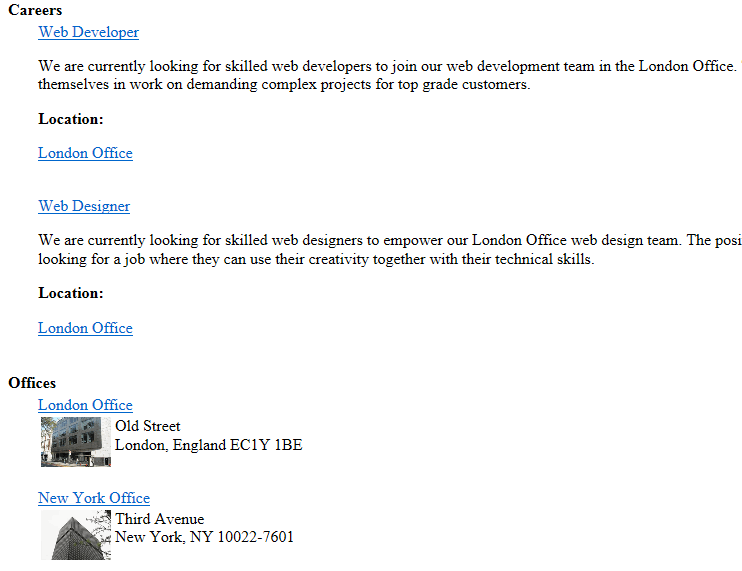 Careers
Web Developer
We are currently looking for skilled web developers to join our web development team in the London Office.
themselves in work on demanding complex projects for top grade customers.
Location:
London Office
Web Designer
We are currently looking for skilled web designers to empower our London Office web design team. The posi
looking for a job where they can use their creativity together with their technical skills.
Location:
London Office
Offices
London Office
Old Street
London, England EC1Y 1BE
New York Office
Third Avenue
New York, NY 10022-7601